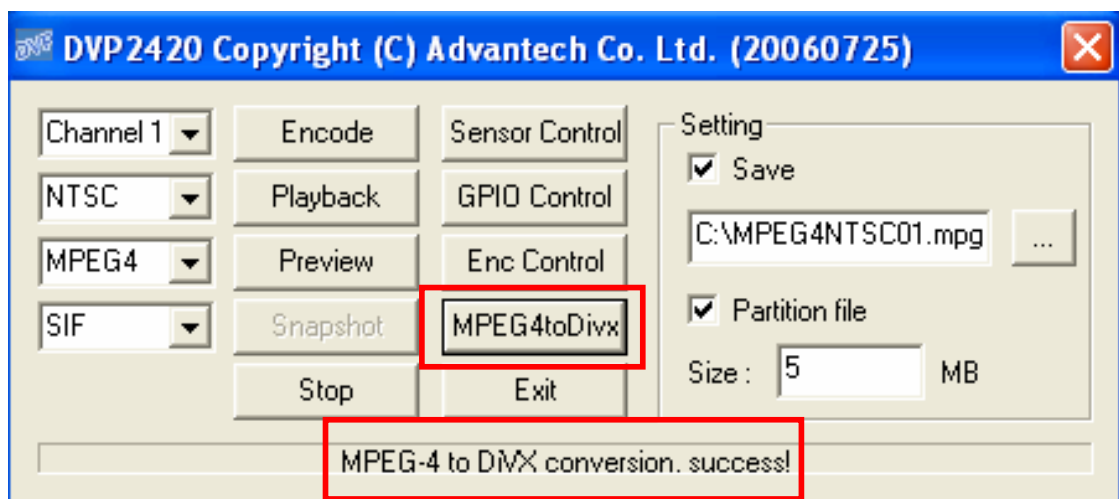 DVP2420 Copyright (C) Advantech Co. Ltd. (20060725)
Channel 1 Encode Sensor Control Setting
Save
NTSC Playback GPIO Control
C:\MPEG4NTSC01.mpg ...
MPEG4 Preview Enc Control
Partition file
SIF Snapshot MPEG4toDivx
Size : 5 MB
Stop Exit
MPEG-4 to DiVX conversion. success!